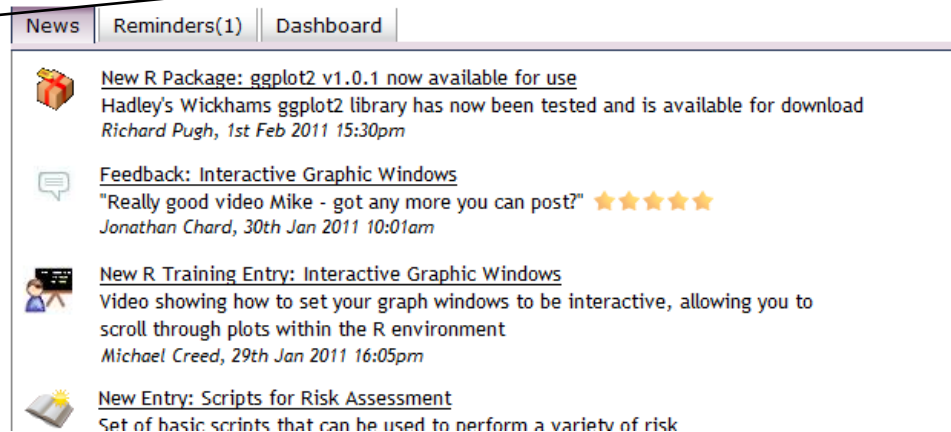 News Reminders(1) Dashboard
New R Package: ggplot2 v1.0.1 now available for use
Hadley's Wickhams ggplot2 library has now been tested and is available for download
Richard Pugh, 1st Feb 2011 15:30pm
Feedback: Interactive Graphic Windows
"Really good video Mike - got any more you can post?"
Jonathan Chard, 30th Jan 2011 10:01am
New R Training Entry: Interactive Graphic Windows
Video showing how to set your graph windows to be interactive, allowing you to
scroll through plots within the R environment
Michael Creed, 29th Jan 2011 16:05pm
New Entry: Scripts for Risk Assessment
Set of basic scripts that can be used to perform a variety of risk